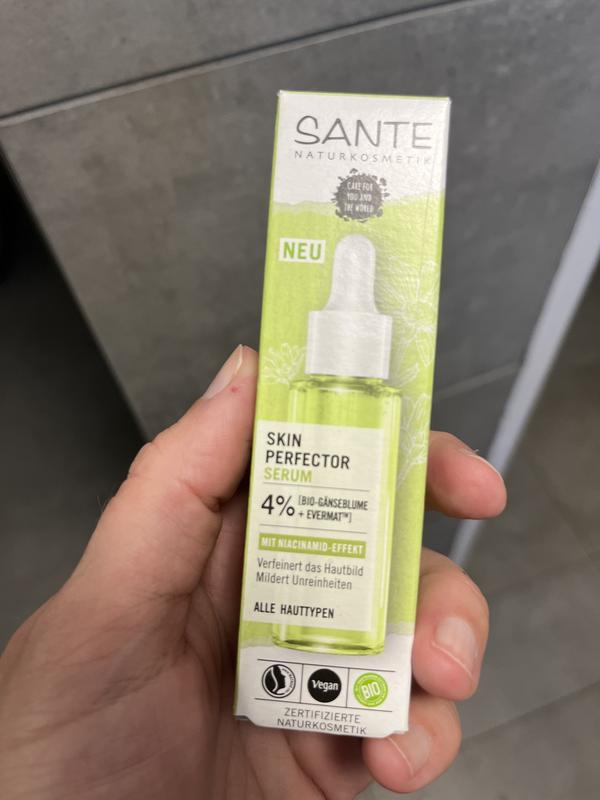 SANTE
NATURKOSMETIK
CARE FOR
YOU AND
THE WORLD
NEU
SKIN
PERFECTOR
SERUM
4% [BIO-GÄNSEBLUME
+ EVERMAT™]
MIT NIACINAMID-EFFEKT
Verfeinert das Hautbild
Mildert Unreinheiten
ALLE HAUTTYPEN
Vegan
BIO
ZERTIFIZIERTE
NATURKOSMETIK